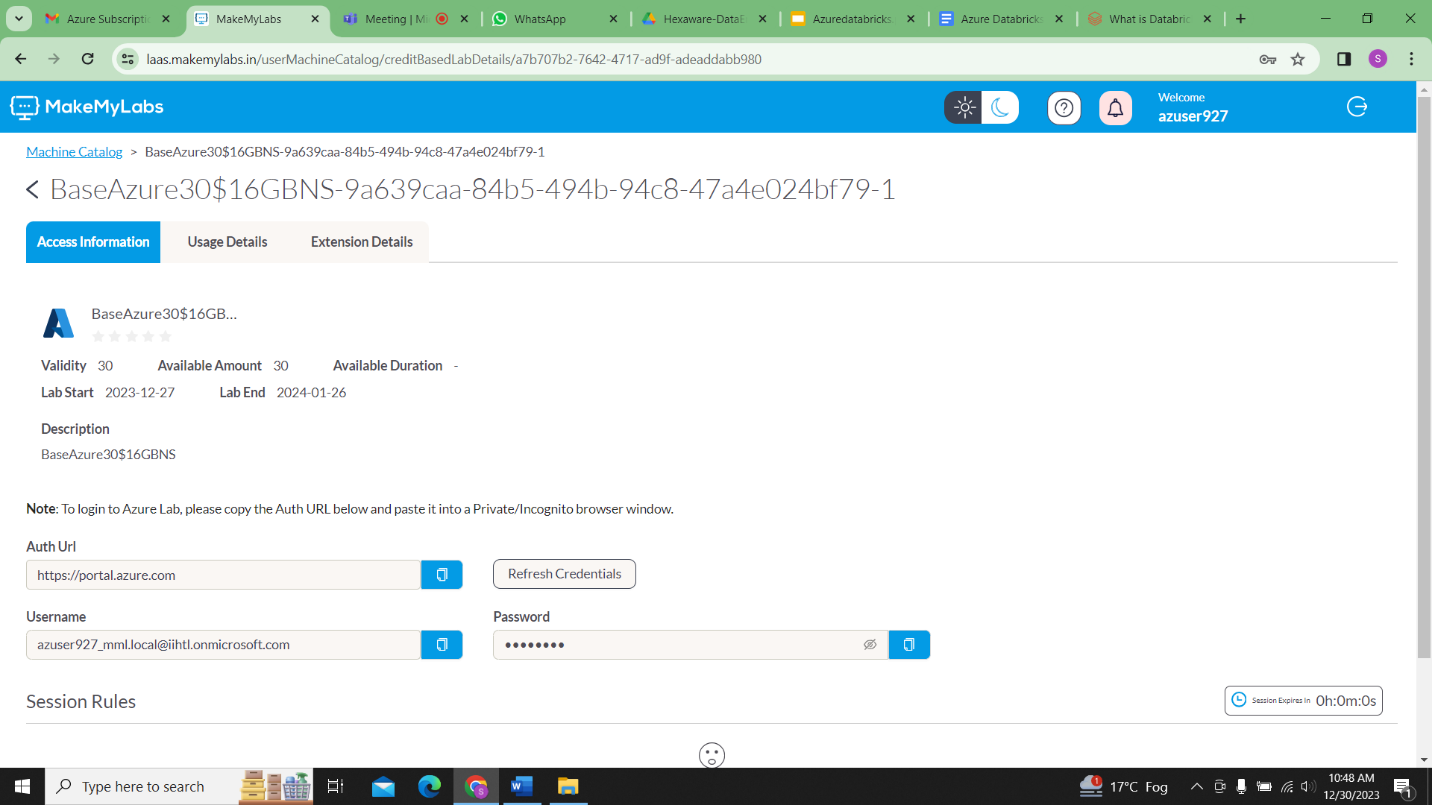 Azure Subscripti
MakeMyLabs
Meeting | Mi
WhatsApp
Hexaware-DataE
Azuredatabricks
Azure Databricks
What is Databric
laas.makemylabs.in/userMachineCatalog/creditBasedLabDetails/a7b707b2-7642-4717-ad9f-adeaddabb980
S
MakeMyLabs
Welcome
azuser927
Machine Catalog > BaseAzure30$16GBNS-9a639caa-84b5-494b-94c8-47a4e024bf79-1
BaseAzure30$16GBNS-9a639caa-84b5-494b-94c8-47a4e024bf79-1
Access Information Usage Details Extension Details
BaseAzure30$16GB...
Validity 30 Available Amount 30 Available Duration -
Lab Start 2023-12-27 Lab End 2024-01-26
Description
BaseAzure30$16GBNS
Note: To login to Azure Lab, please copy the Auth URL below and paste it into a Private/Incognito browser window.
Auth Url
https://portal.azure.com
Refresh Credentials
Username Password
azuser927_mml.local@iihtl.onmicrosoft.com ••••••••
Session Rules
Session Expires In 0h:0m:0s
Type here to search
1
17°C Fog
10:48 AM
12/30/2023
1